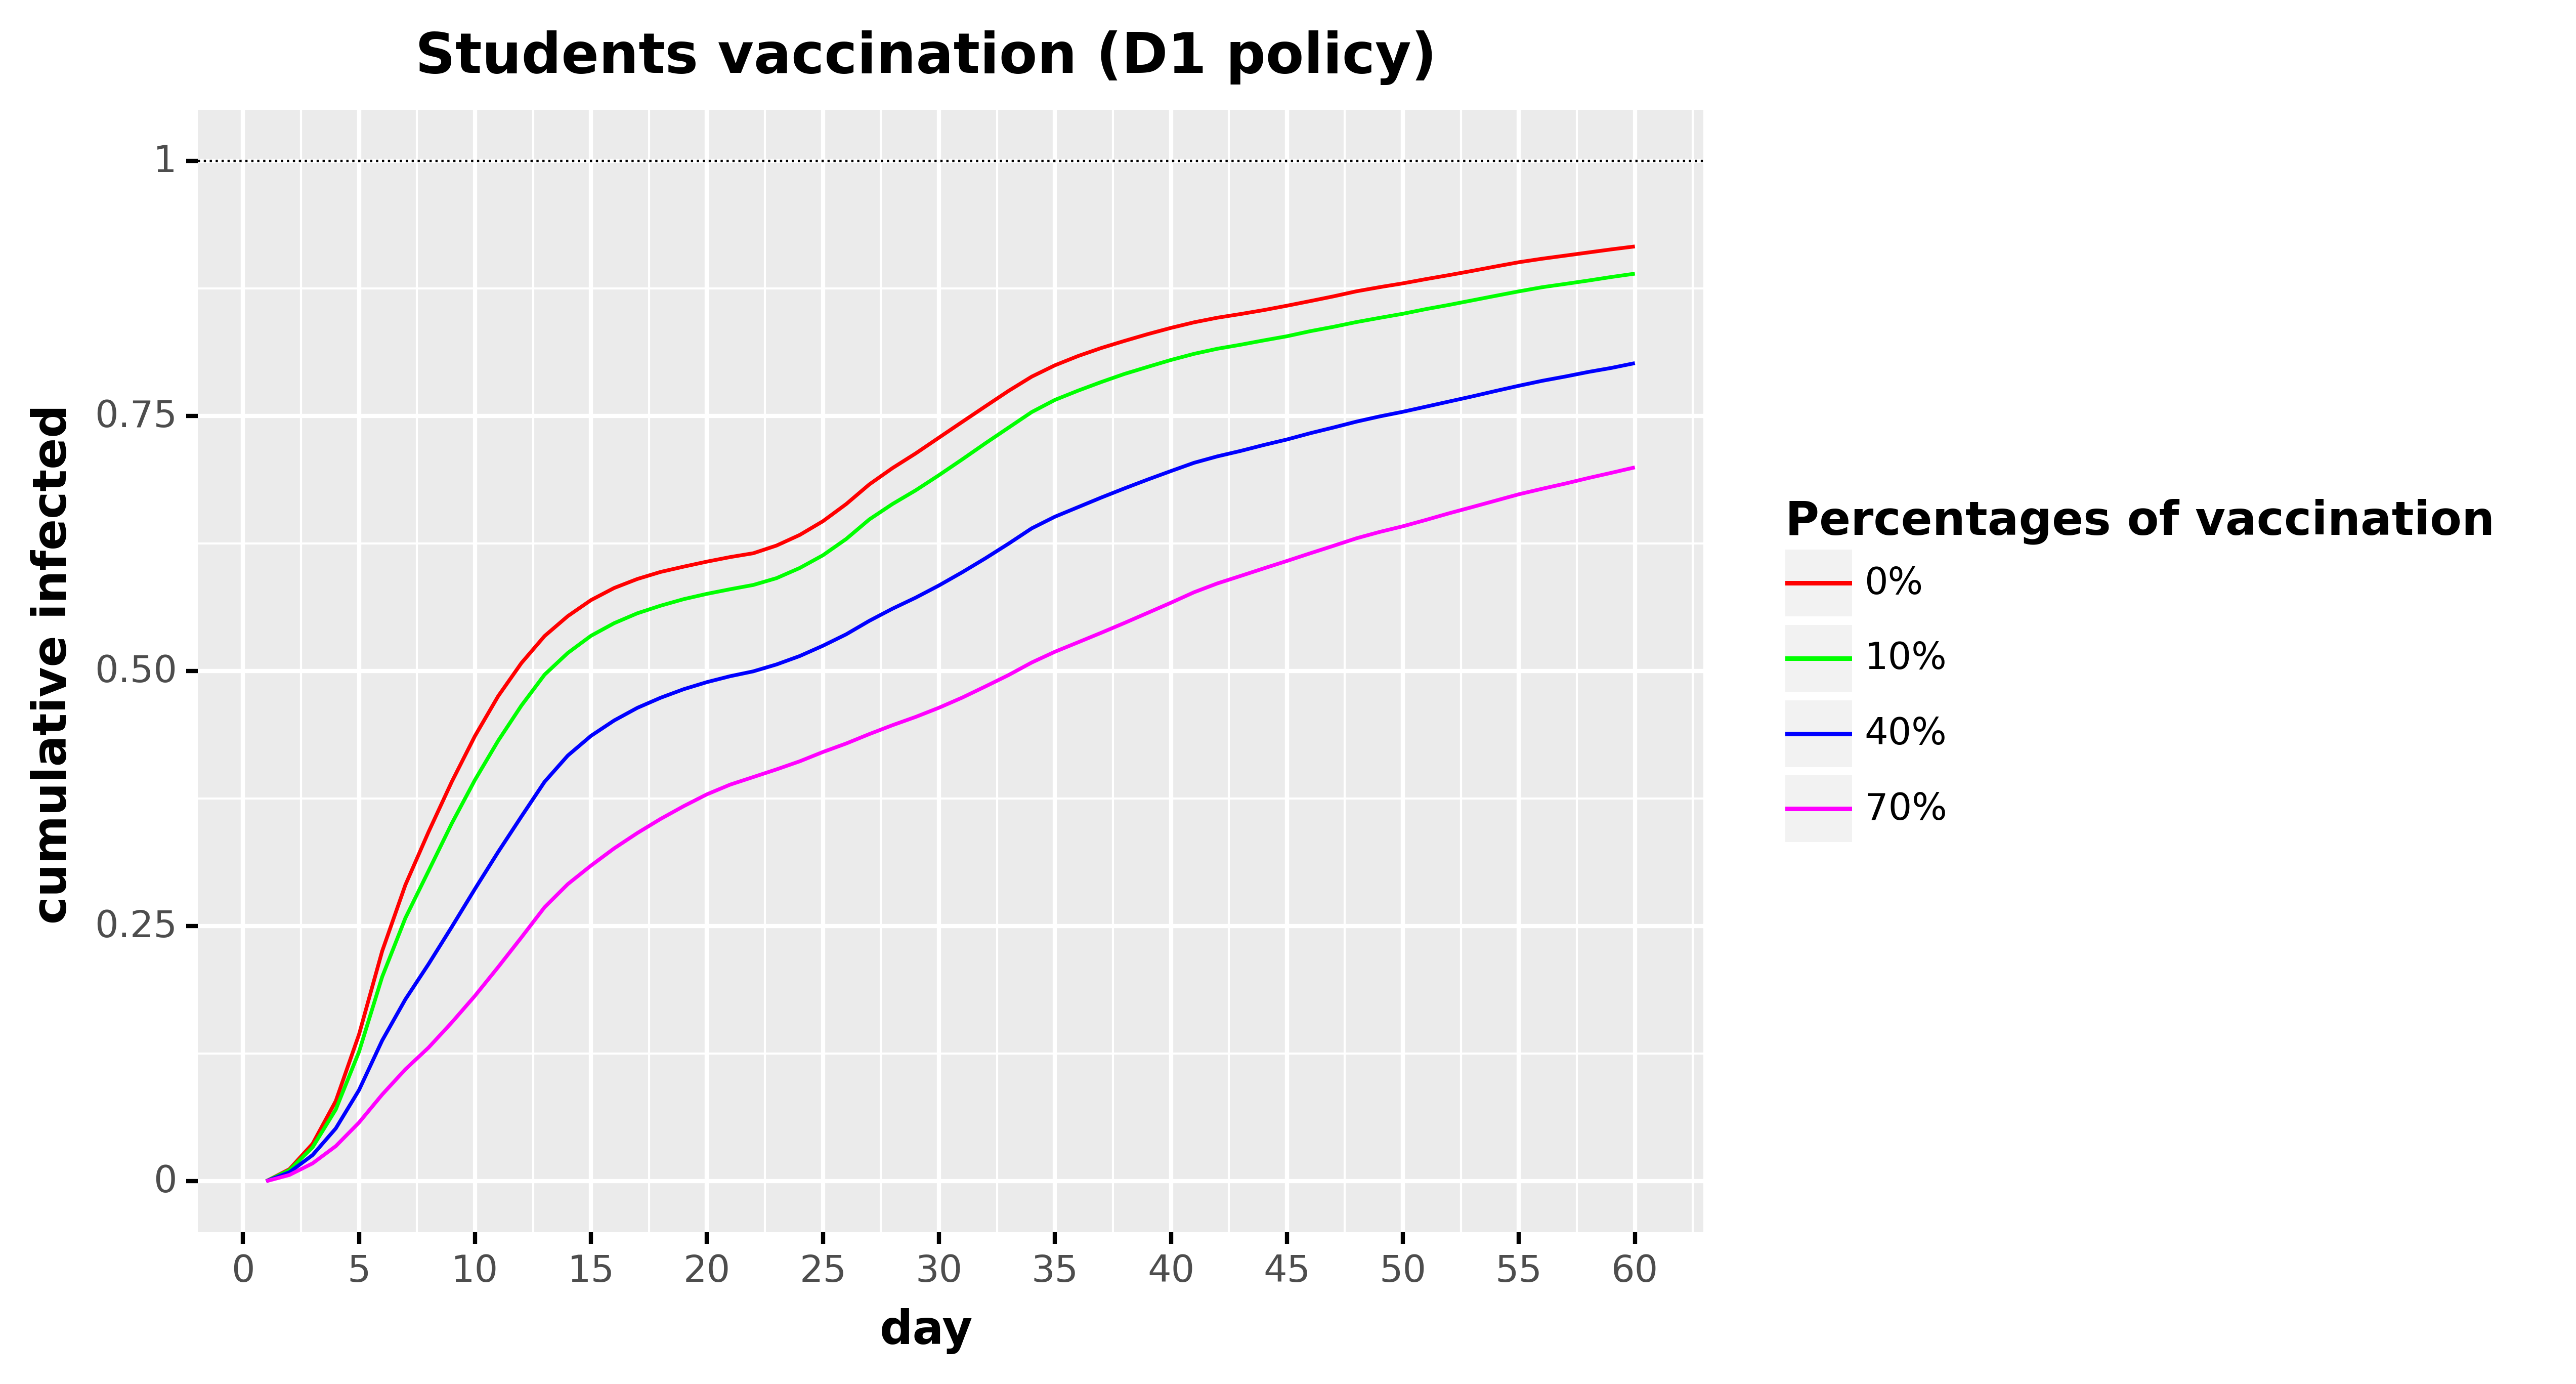 Students vaccination (D1 policy)
1
0.75
0.50
0.25
0
cumulative infected
0 5 10 15 20 25 30 35 40 45 50 55 60
day
Percentages of vaccination
0%
10%
40%
70%